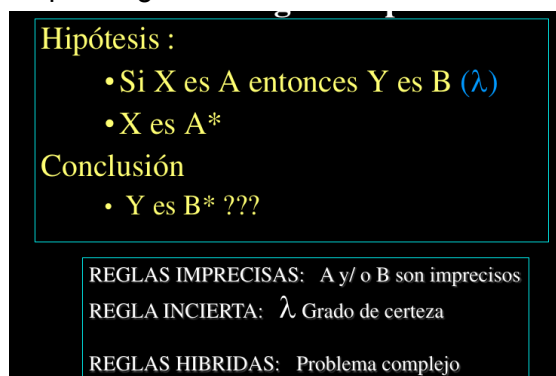 Hipótesis :
•Si X es A entonces Y es B (λ)
•X es A*
Conclusión
• Y es B* ???
REGLAS IMPRECISAS: A y/ o B son imprecisos
REGLA INCIERTA: λ Grado de certeza
REGLAS HIBRIDAS: Problema complejo